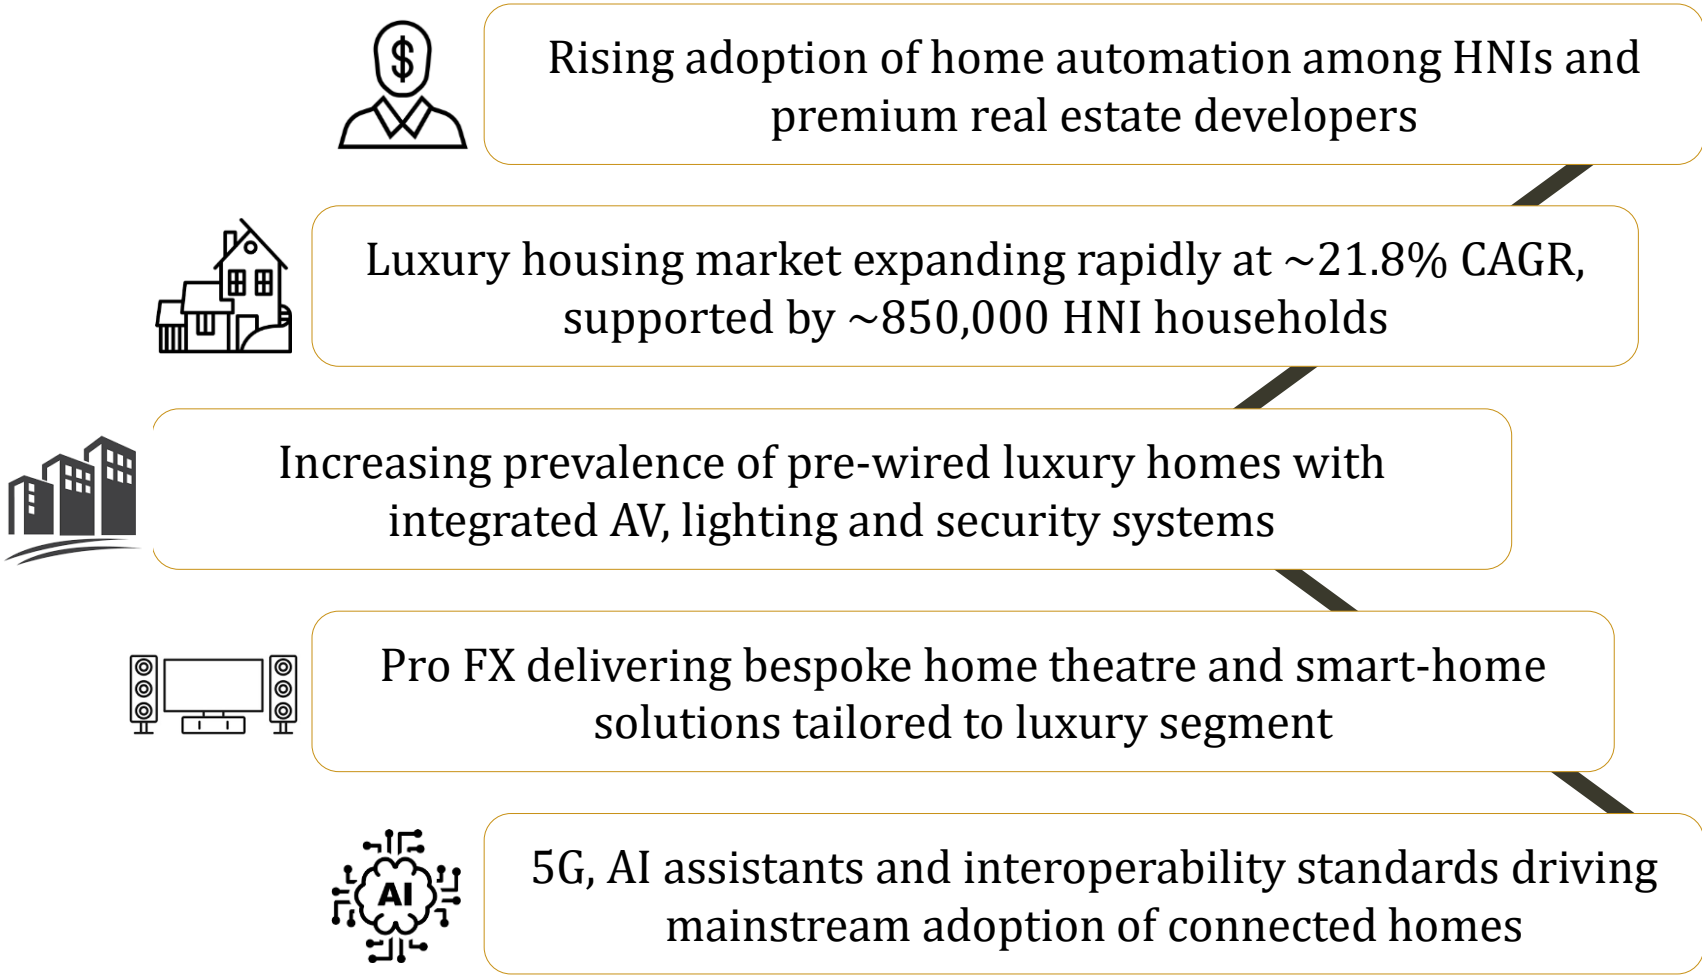 $
Rising adoption of home automation among HNIs and
premium real estate developers
Luxury housing market expanding rapidly at ~21.8% CAGR,
supported by ~850,000 HNI households
Increasing prevalence of pre-wired luxury homes with
integrated AV, lighting and security systems
Pro FX delivering bespoke home theatre and smart-home
solutions tailored to luxury segment
AI
5G, AI assistants and interoperability standards driving
mainstream adoption of connected homes